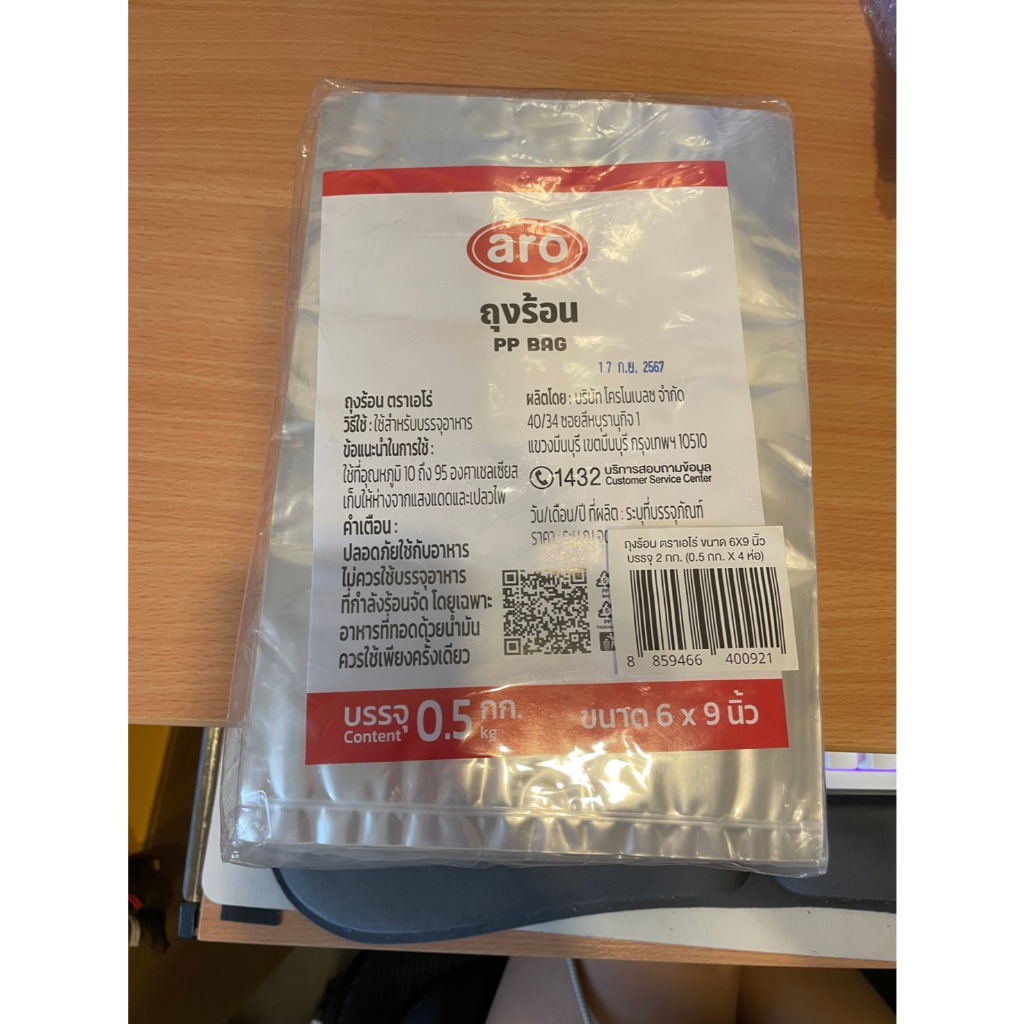 aro
ถุงร้อน
PP BAG
17 ก.ย. 2567
ถุงร้อน ตราเอโร่
วิธีใช้ : ใช้สำหรับบรรจุอาหาร
ข้อแนะนำในการใช้ :
ใช้ที่อุณหภูมิ 10 ถึง 95 องศาเซลเซียส
เก็บให้ห่างจากแสงแดดและเปลวไฟ
คำเตือน :
ปลอดภัยใช้กับอาหาร
ไม่ควรใช้บรรจุอาหาร
ที่กำลังร้อนจัด โดยเฉพาะ
อาหารที่ทอดด้วยน้ำมัน
ควรใช้เพียงครั้งเดียว
ผลิตโดย : บริษัท โครโนเบลซ จำกัด
40/34 ซอยสีหบุรานุกิจ 1
แขวงมีนบุรี เขตมีนบุรี กรุงเทพฯ 10510
1432 บริการสอบถามข้อมูล
Customer Service Center
วัน/เดือน/ปี ที่ผลิต : ระบุที่บรรจุภัณฑ์
ราคา :
ถุงร้อน ตราเอโร่ ขนาด 6X9 นิ้ว
บรรจุ 2 กก. (0.5 กก. X 4 ห่อ)
8 859466 400921
บรรจุ 0.5 กก.
Content kg
ขนาด 6 x 9 นิ้ว